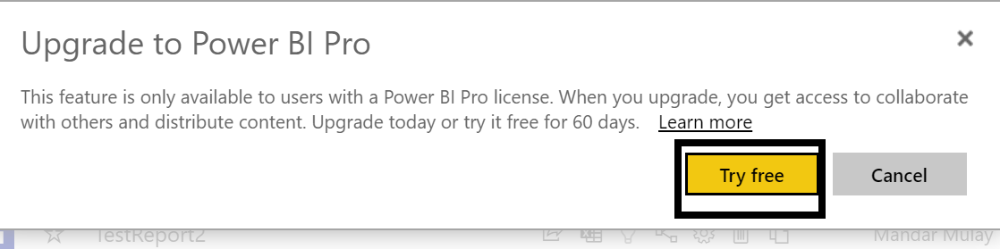 Upgrade to Power BI Pro
This feature is only available to users with a Power BI Pro license. When you upgrade, you get access to collaborate
with others and distribute content. Upgrade today or try it free for 60 days. Learn more
Try free Cancel
TestReport2 Mandar Mulay